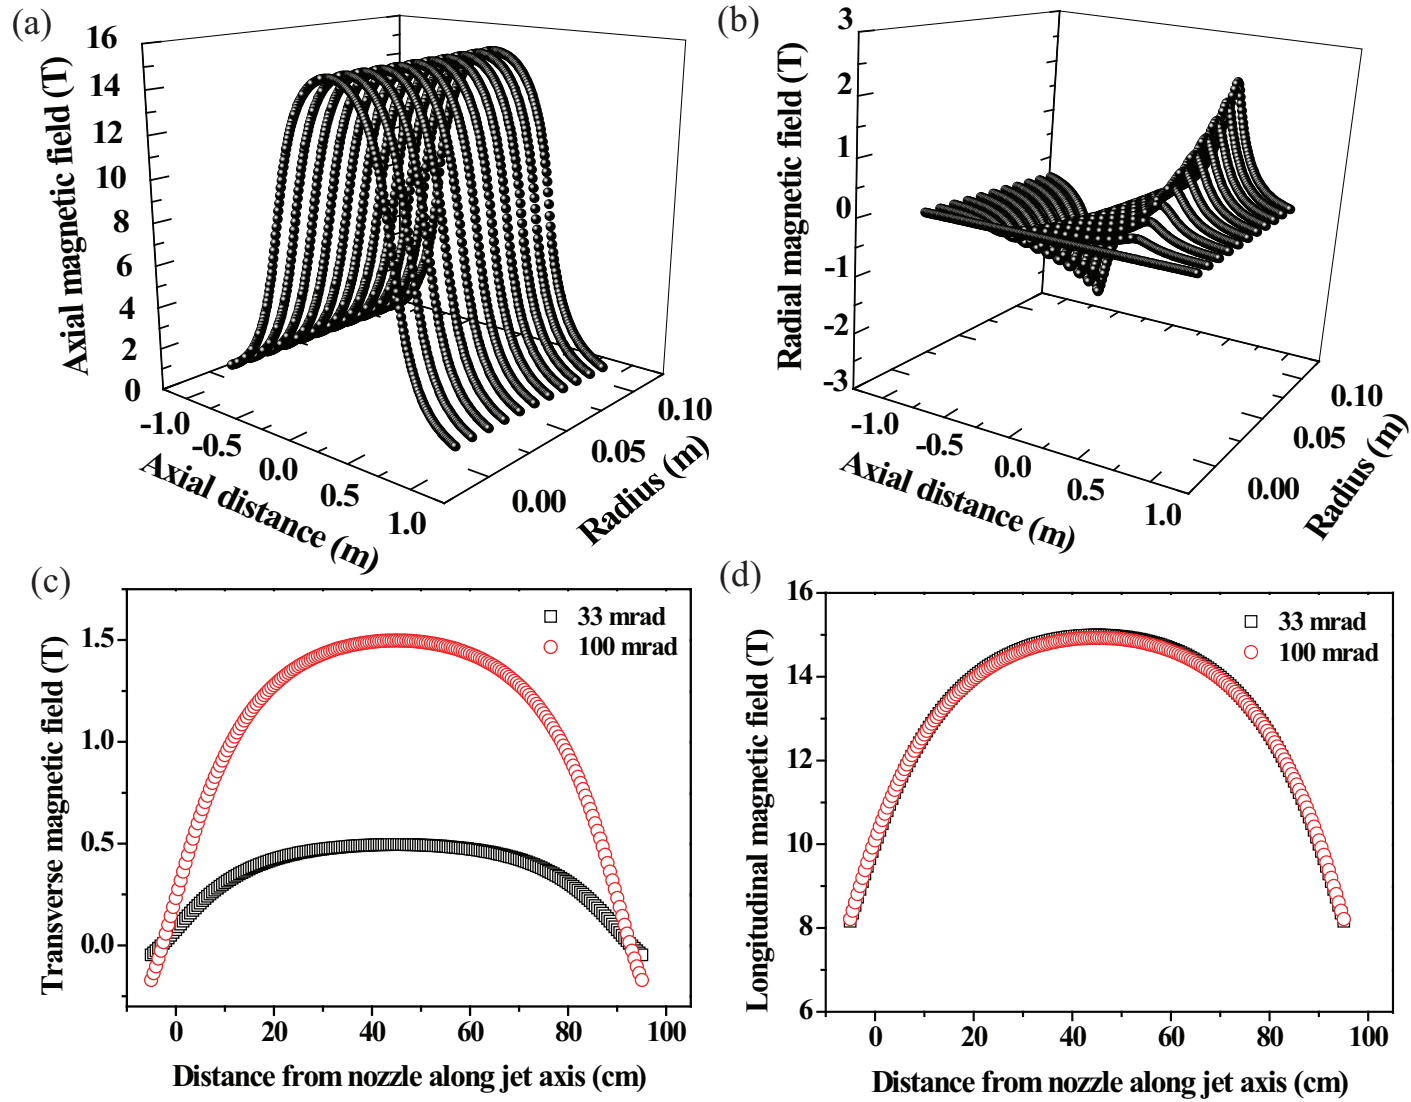 (a)
Axial magnetic field (T)
16
14
12
10
8
6
4
2
0
-1.0
-0.5
0.0
0.5
1.0
Axial distance (m)
0.00
0.05
0.10
Radius (m)
(b)
Radial magnetic field (T)
3
2
1
0
-1
-2
-3
-1.0
-0.5
0.0
0.5
1.0
Axial distance (m)
0.00
0.05
0.10
Radius (m)
(c)
Transverse magnetic field (T)
1.5
1.0
0.5
0.0
33 mrad
100 mrad
0 20 40 60 80 100
Distance from nozzle along jet axis (cm)
(d)
Longitudinal magnetic field (T)
16
14
12
10
8
6
33 mrad
100 mrad
0 20 40 60 80 100
Distance from nozzle along jet axis (cm)